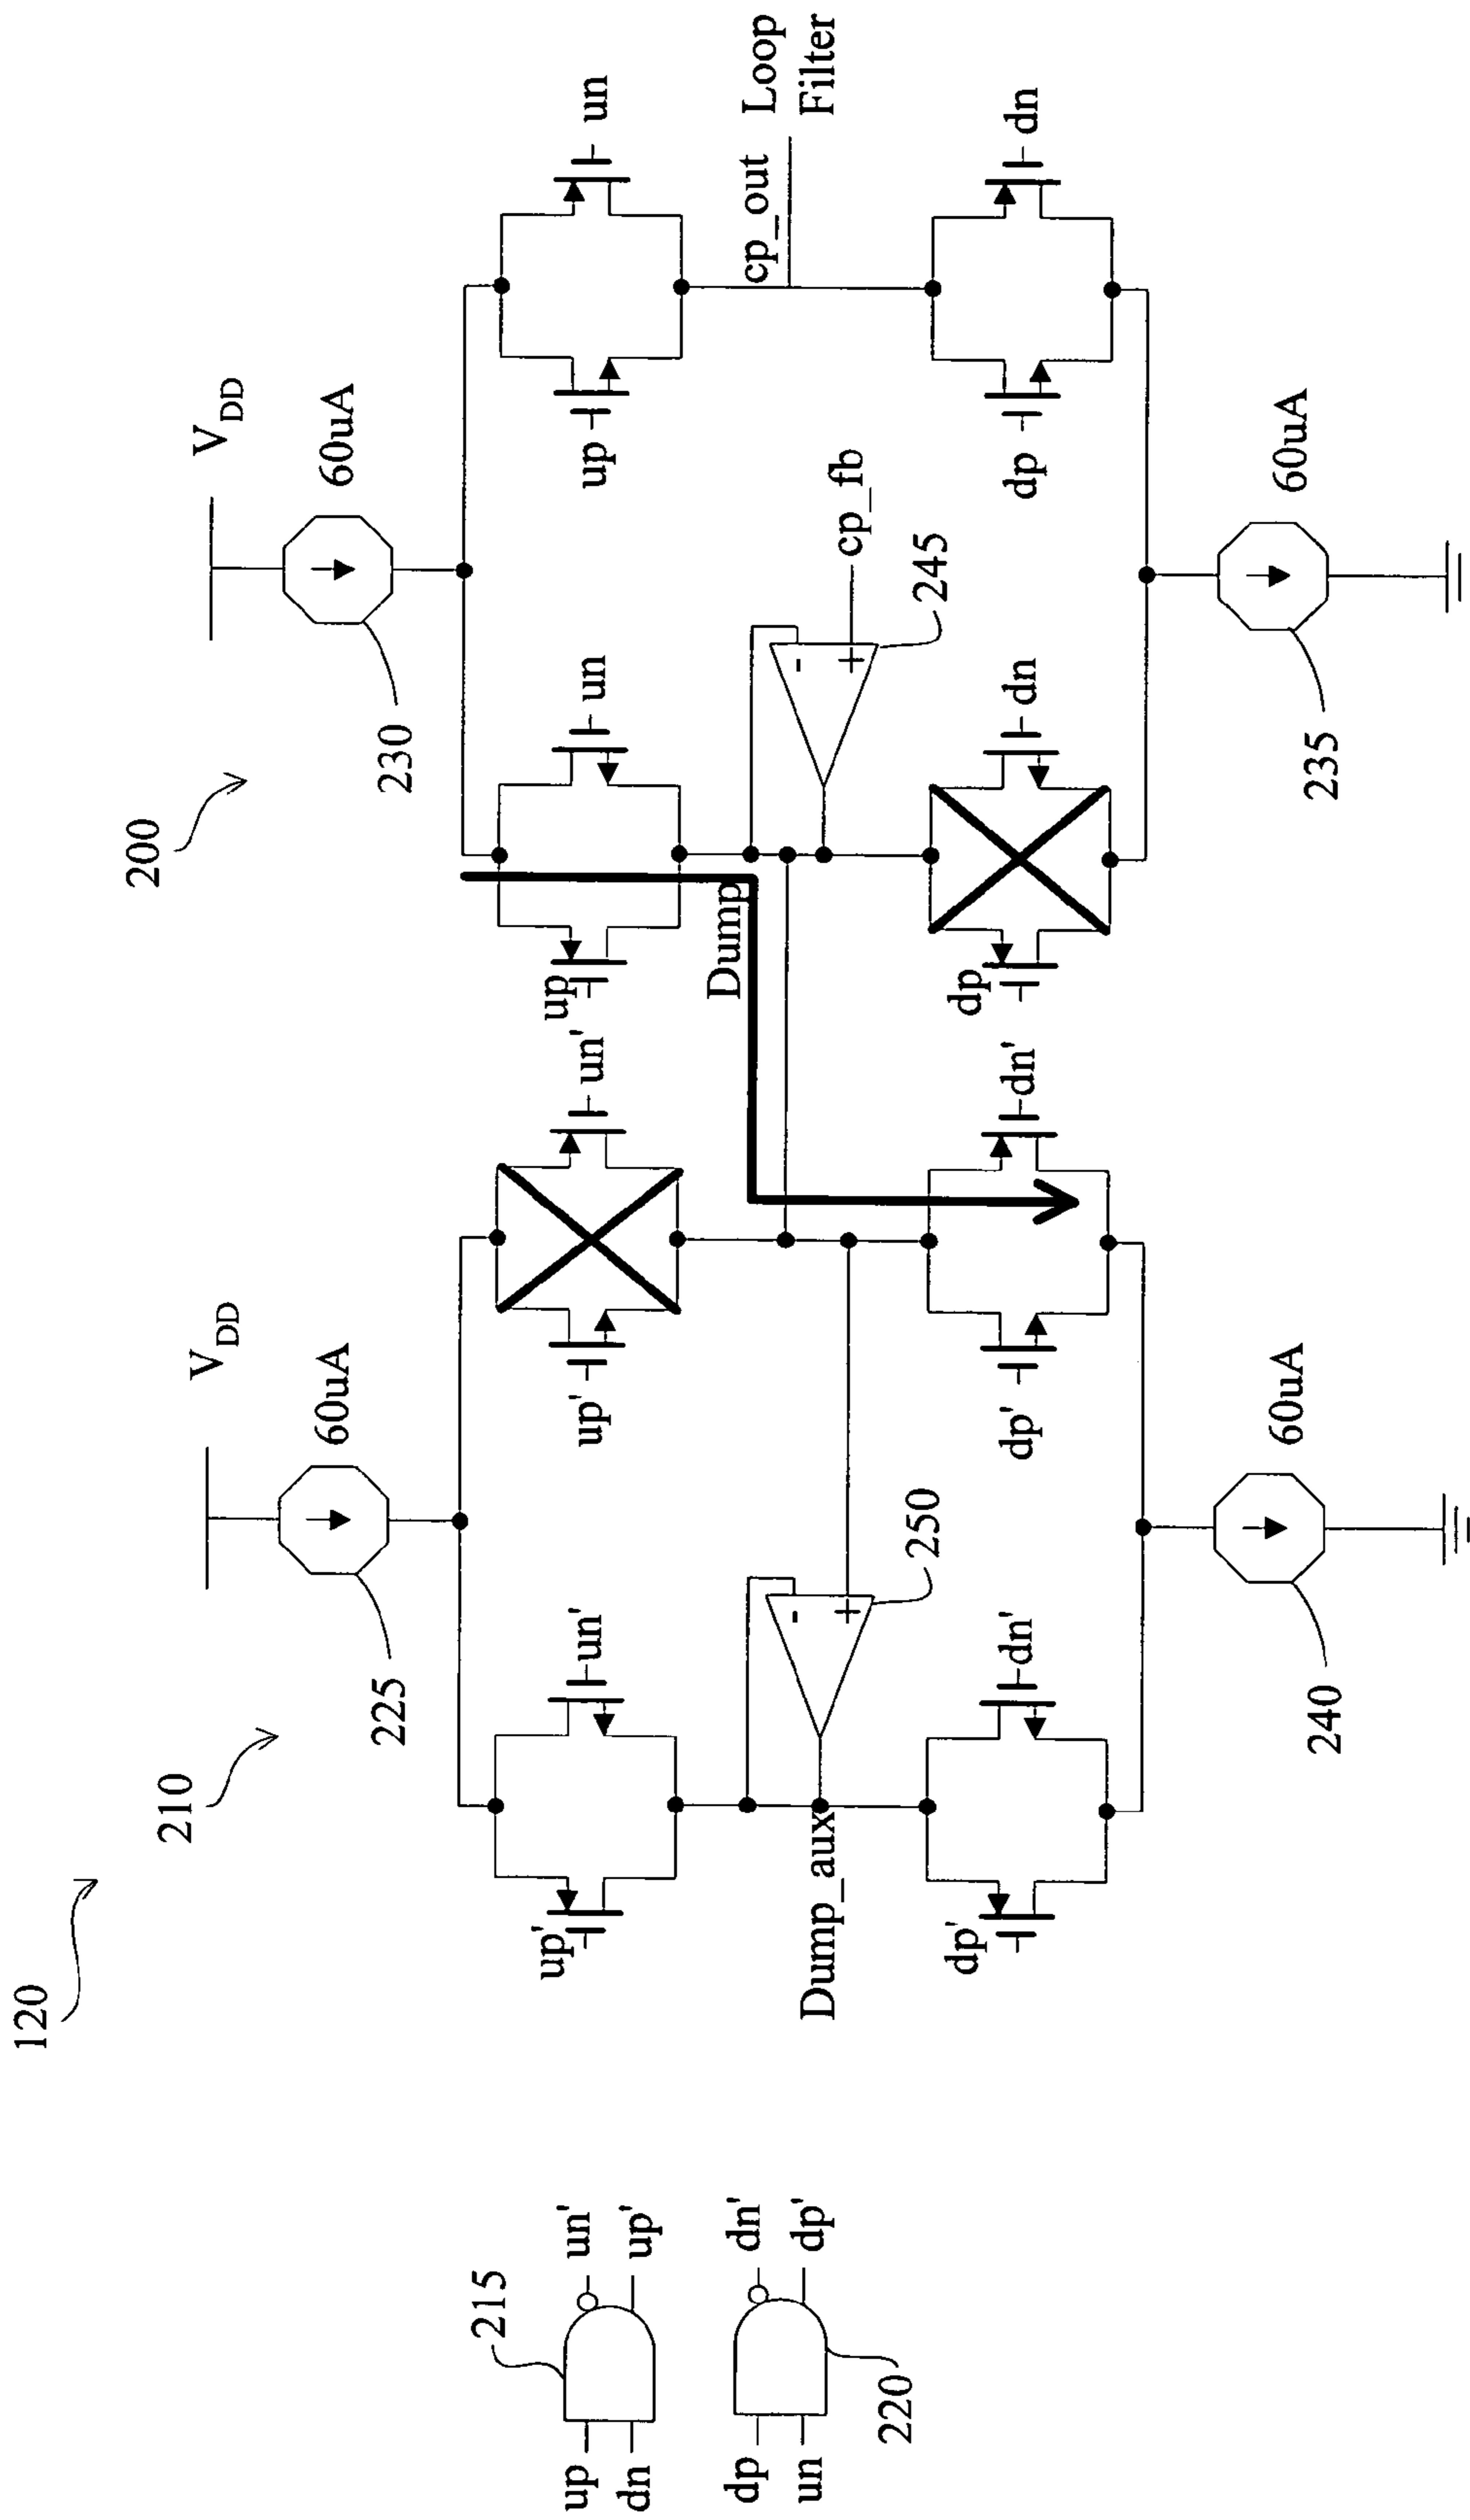 120
210
200
V DD
60uA
225
V DD
60uA
230
up'
un'
up'
un'
up
un
up
un
215
up
dn
un'
up'
Dump_aux
250
Dump
245
cp_fb
cp_out
Loop
Filter
dp
un
dn'
dp'
220
dp'
dn'
dp'
dn'
dp
dn
dp
dn
240
60uA
235
60uA
-
+
-
+